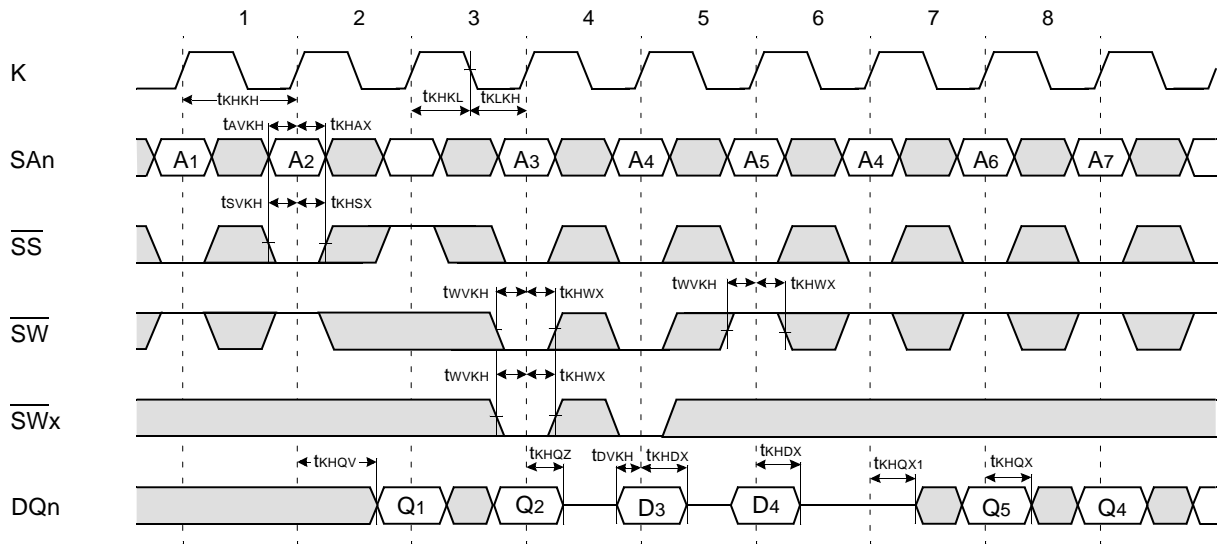 1 2 3 4 5 6 7 8
K
tKHKH tKHKL tKLKH
tAVKH tKHAX
SAn A1 A2 A3 A4 A5 A4 A6 A7
tSVKH tKHSX
SS
tWVKH tKHWX tWVKH tKHWX
SW
tWVKH tKHWX
SWx
tKHQV tKHQZ tDVKH tKHDX tKHDX tKHQX1 tKHQX
DQn Q1 Q2 D3 D4 Q5 Q4